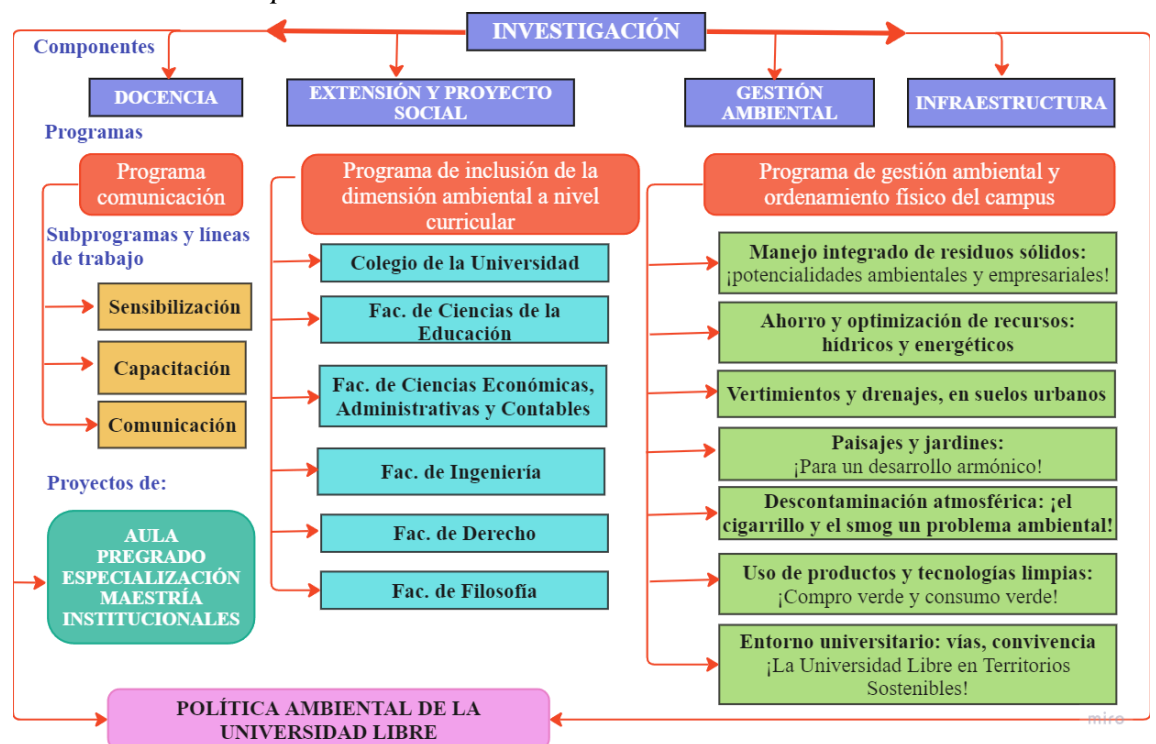 INVESTIGACIÓN
Componentes
DOCENCIA
EXTENSIÓN Y PROYECTO
SOCIAL
GESTIÓN
AMBIENTAL
INFRAESTRUCTURA
Programas
Programa
comunicación
Programa de inclusión de la
dimensión ambiental a nivel
curricular
Programa de gestión ambiental y
ordenamiento físico del campus
Subprogramas y líneas
de trabajo
Sensibilización
Capacitación
Comunicación
Colegio de la Universidad
Fac. de Ciencias de la
Educación
Fac. de Ciencias Económicas,
Administrativas y Contables
Fac. de Ingeniería
Fac. de Derecho
Fac. de Filosofía
Manejo integrado de residuos sólidos:
¡potencialidades ambientales y empresariales!
Ahorro y optimización de recursos:
hídricos y energéticos
Vertimientos y drenajes, en suelos urbanos
Paisajes y jardines:
¡Para un desarrollo armónico!
Descontaminación atmosférica: ¡el
cigarrillo y el smog un problema ambiental!
Uso de productos y tecnologías limpias:
¡Compro verde y consumo verde!
Entorno universitario: vías, convivencia
¡La Universidad Libre en Territorios
Sostenibles!
Proyectos de:
AULA
PREGRADO
ESPECIALIZACIÓN
MAESTRÍA
INSTITUCIONALES
POLÍTICA AMBIENTAL DE LA
UNIVERSIDAD LIBRE
miro